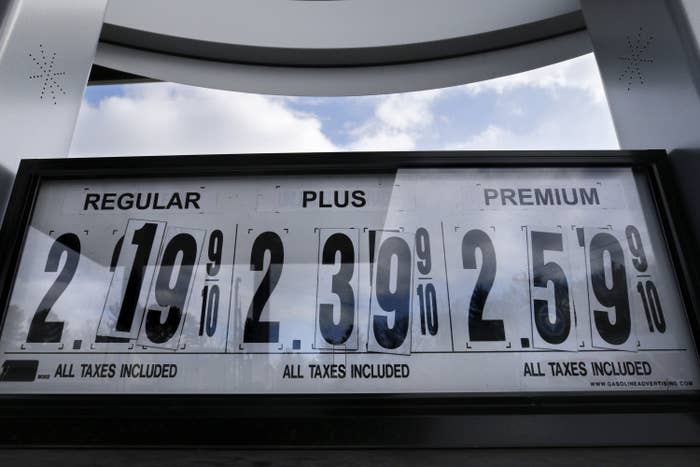 REGULAR PLUS PREMIUM
2.19 9/10 2.39 9/10 2.59 9/10
ALL TAXES INCLUDED ALL TAXES INCLUDED ALL TAXES INCLUDED
WWW.GASOLINEADVERTISING.COM